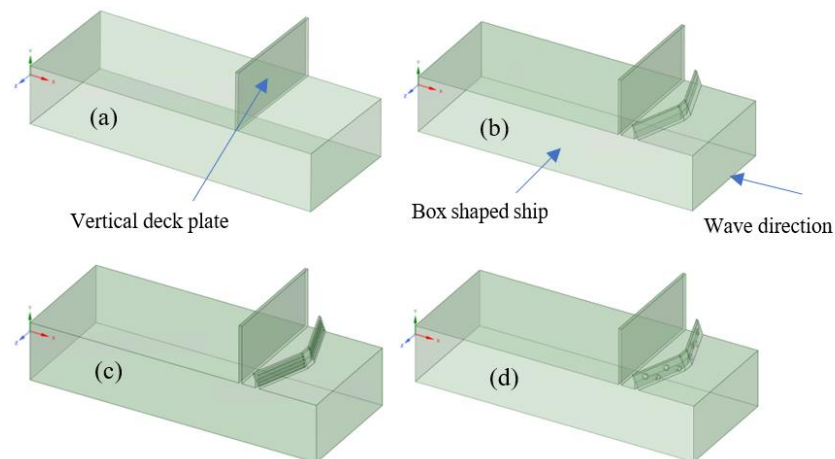 (a)
(b)
Vertical deck plate
Box shaped ship
Wave direction
(c)
(d)